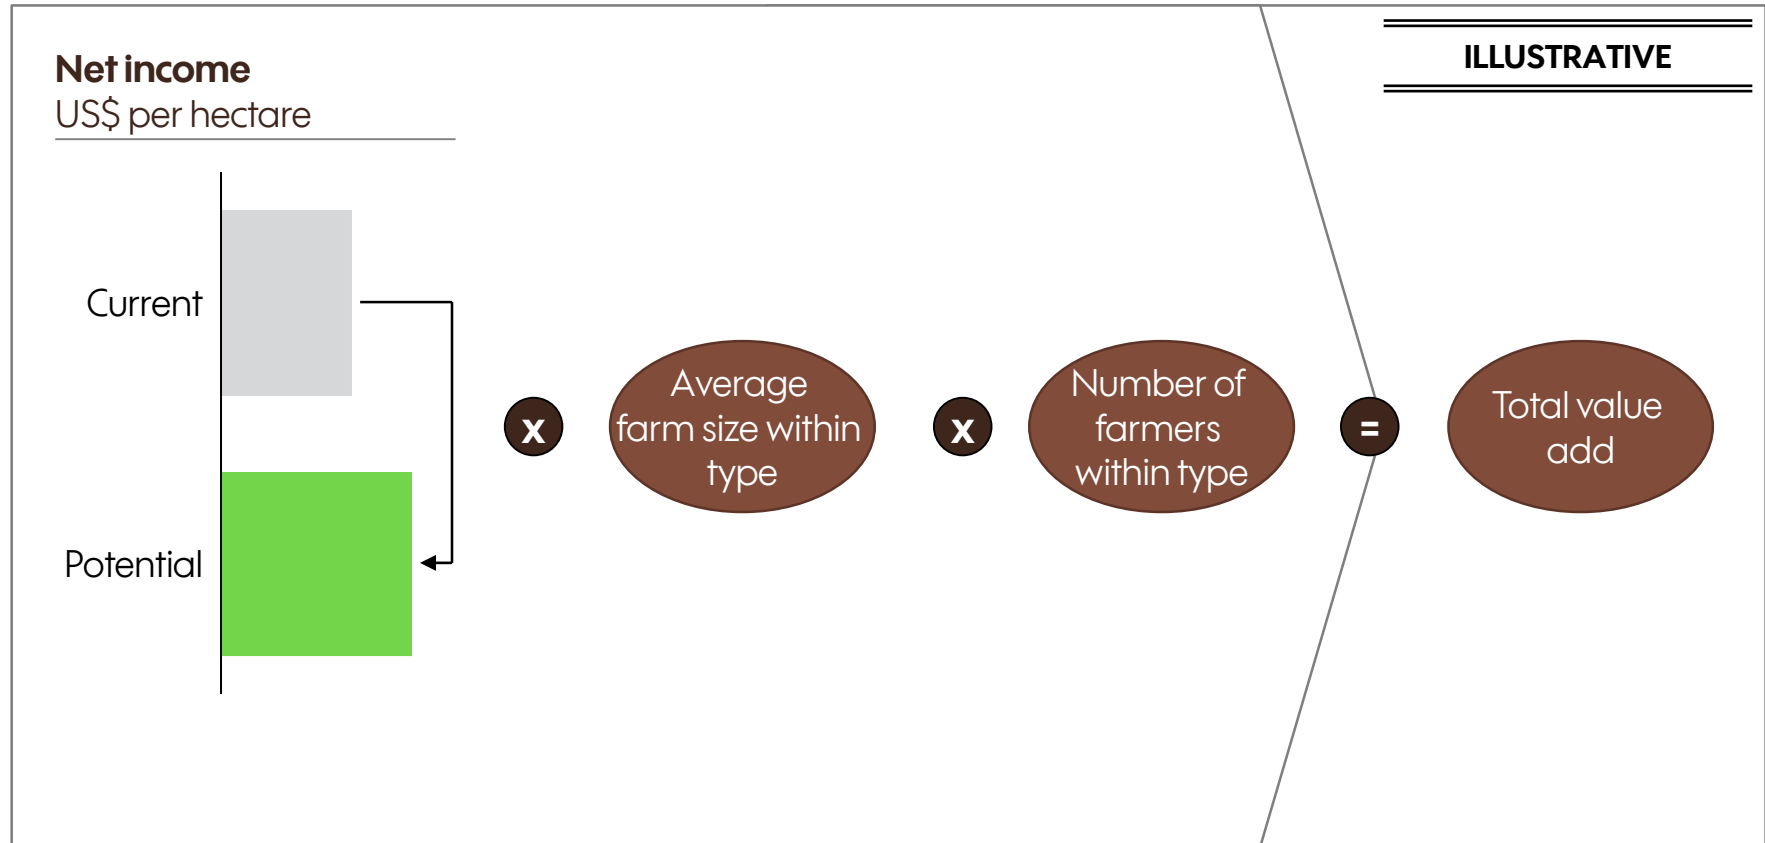 Net income
US$ per hectare
ILLUSTRATIVE
Current
Potential
x
Average
farm size within
type
x
Number of
farmers
within type
=
Total value
add